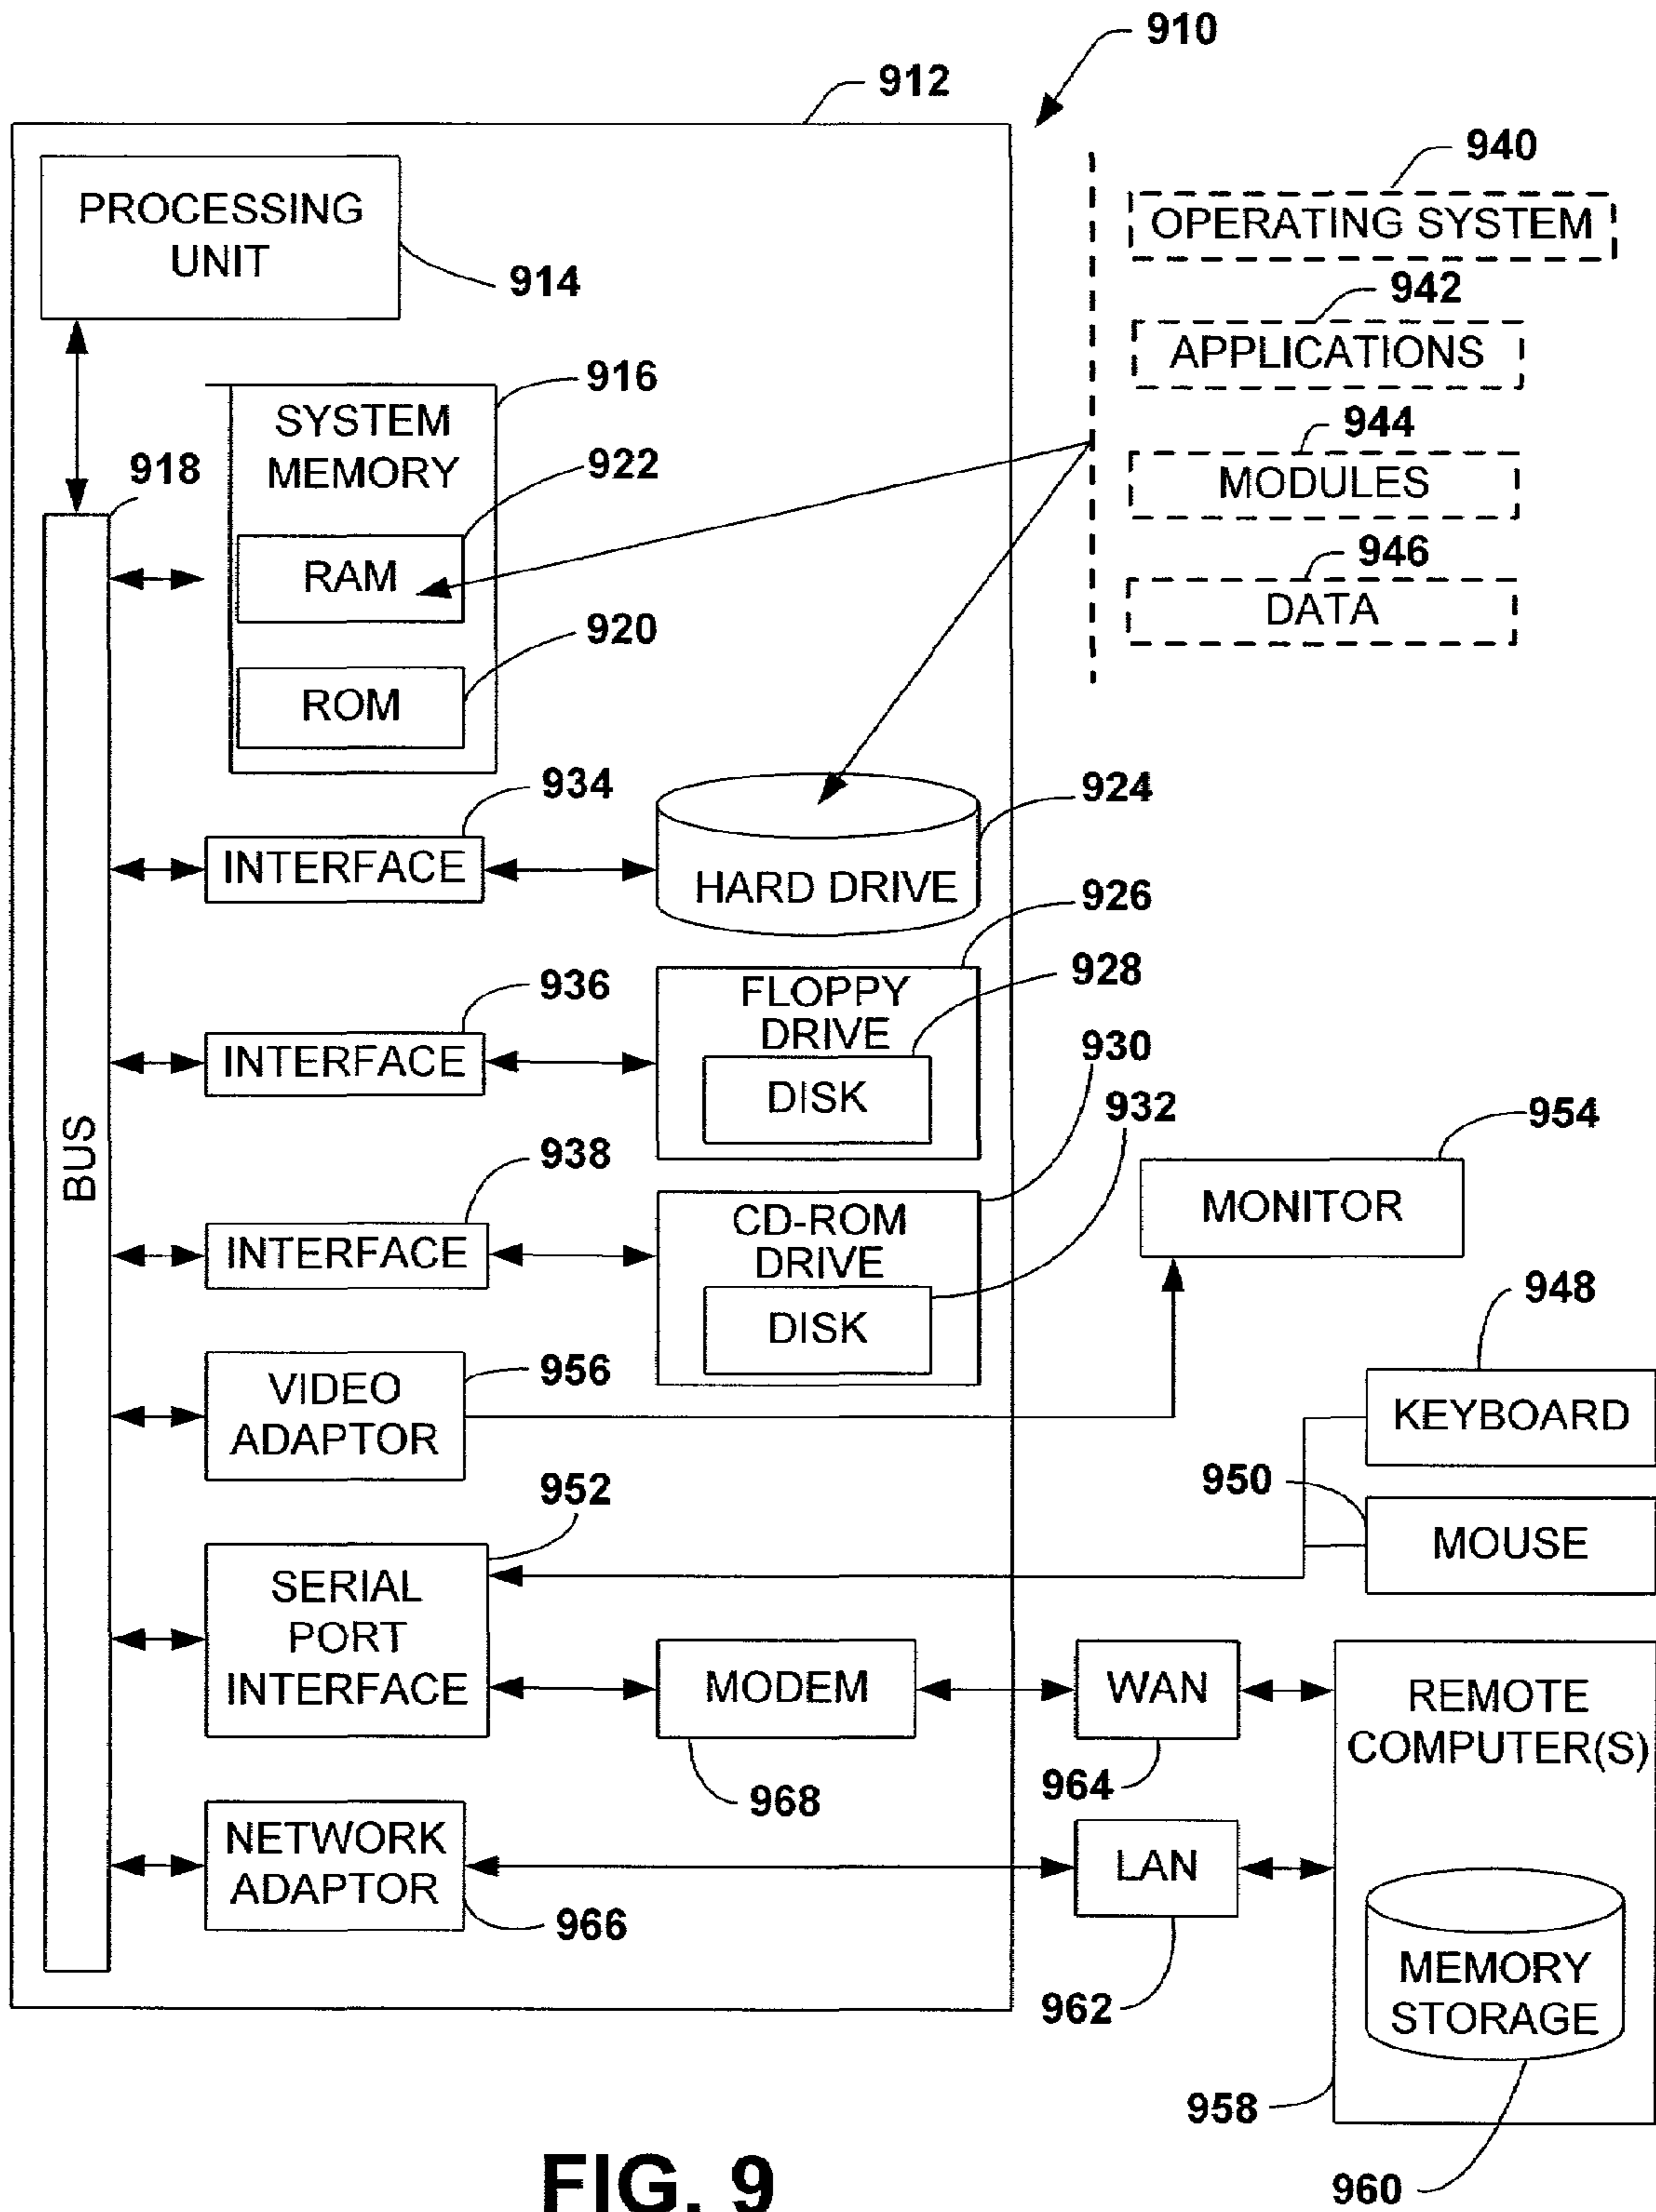 910
912
940
PROCESSING
UNIT
914
OPERATING SYSTEM
942
APPLICATIONS
916
SYSTEM
MEMORY
918
922
944
MODULES
RAM
946
DATA
920
ROM
934
924
INTERFACE
HARD DRIVE
926
936
928
FLOPPY
DRIVE
INTERFACE
930
DISK
932
954
BUS
938
MONITOR
CD-ROM
DRIVE
INTERFACE
948
DISK
956
VIDEO
ADAPTOR
KEYBOARD
950
952
MOUSE
SERIAL
PORT
INTERFACE
MODEM
WAN
REMOTE
COMPUTER(S)
964
968
NETWORK
ADAPTOR
LAN
966
962
MEMORY
STORAGE
958
960
FIG. 9